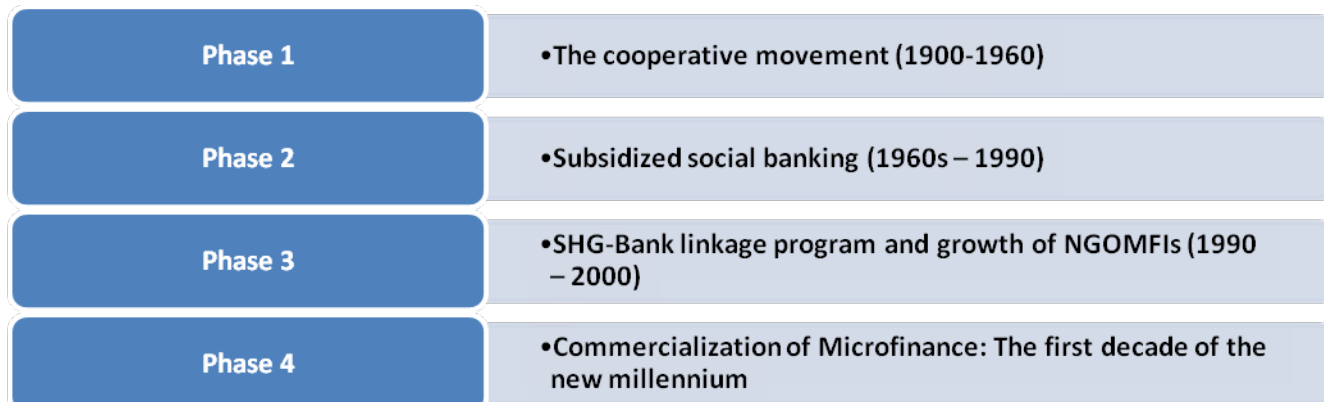 Phase 1
•The cooperative movement (1900-1960)
Phase 2
•Subsidized social banking (1960s – 1990)
Phase 3
•SHG-Bank linkage program and growth of NGOMFIs (1990
– 2000)
Phase 4
•Commercialization of Microfinance: The first decade of the
new millennium